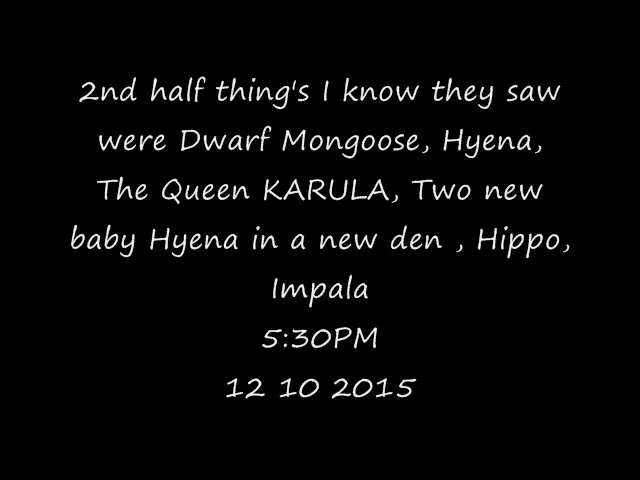 2nd half thing's I know they saw
were Dwarf Mongoose, Hyena,
The Queen KARULA, Two new
baby Hyena in a new den , Hippo,
Impala
5:30PM
12 10 2015